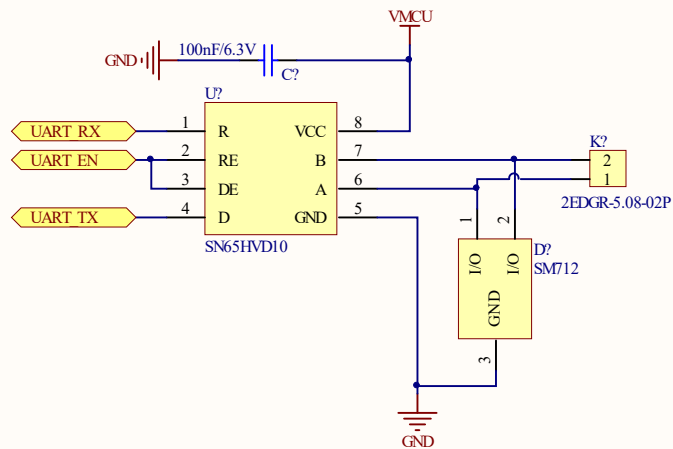 VMCU
100nF/6.3V
GND
C?
U?
UART_RX 1 R VCC 8
UART_EN 2 RE B 7
3 DE A 6
UART_TX 4 D GND 5
SN65HVD10
K?
2
1
2EDGR-5.08-02P
1 2
I/O I/O
GND
3
D?
SM712
GND